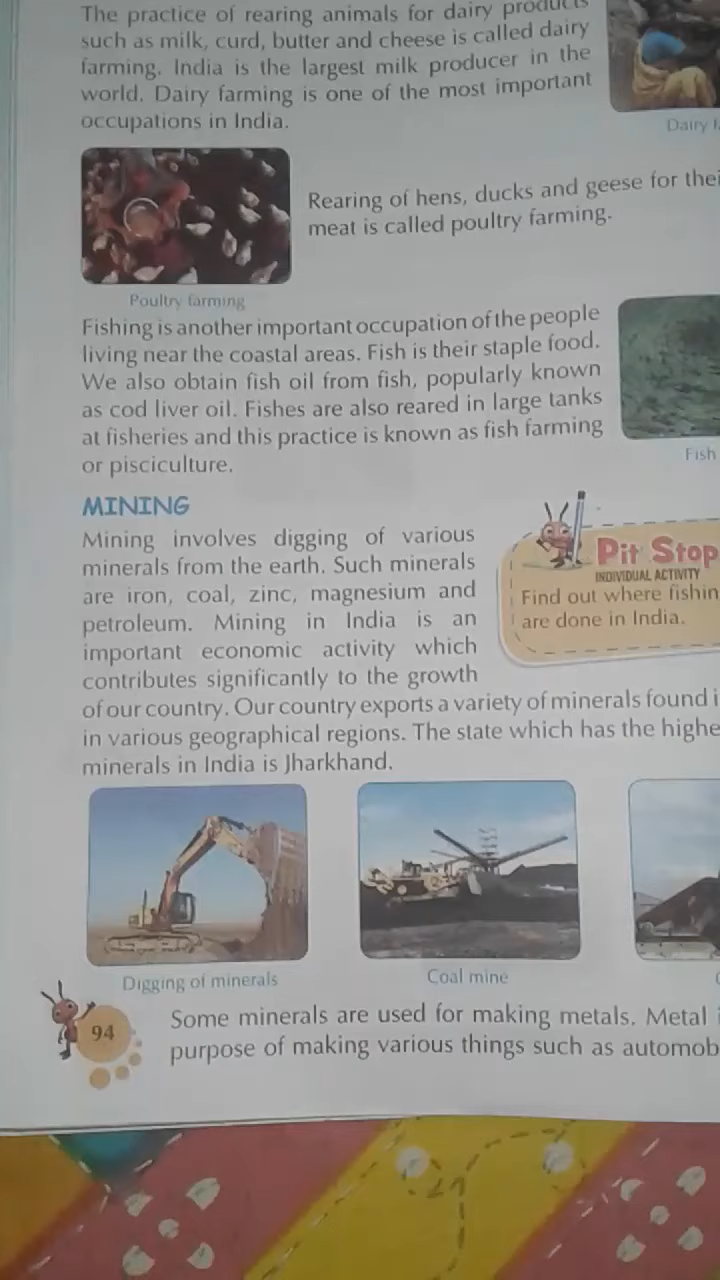 The practice of rearing animals for dairy products
such as milk, curd, butter and cheese is called dairy
farming. India is the largest milk producer in the
world. Dairy farming is one of the most important
occupations in India.
Dairy
Rearing of hens, ducks and geese for
meat is called poultry farming.
Poultry farming
Fishing is another important occupation of the people
living near the coastal areas. Fish is their staple food.
We also obtain fish oil from fish, popularly known
as cod liver oil. Fishes are also reared in large tanks
at fisheries and this practice is known as fish farming
or pisciculture.
Fish
MINING
Mining involves digging of various
minerals from the earth. Such minerals
are iron, coal, zinc, magnesium and
petroleum. Mining in India is an
important economic activity which
contributes significantly to the growth
of our country. Our country exports a variety of minerals found
in various geographical regions. The state which has the
minerals in India is Jharkhand.
Pit Stop
INDIVIDUAL ACTIVITY
Find out where
are done in India.
Digging of minerals
Coal mine
Some minerals are used for making metals. Metal
purpose of making various things such as
94